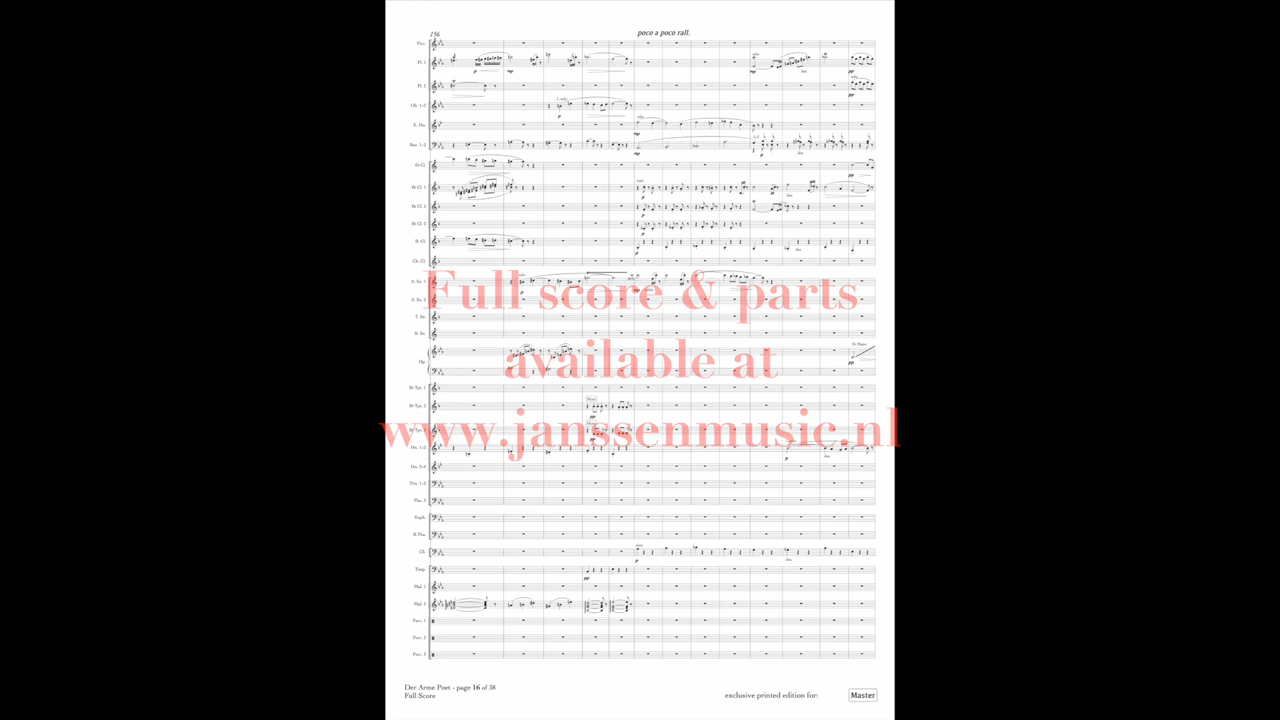 156
poco a poco rall.
Picc.
Fl. 1
Fl. 2
Ob. 1+2
E. Hn.
Bsn. 1+2
Eb Cl.
Bb Cl. 1
Bb Cl. 2
Bb Cl. 3
B. Cl.
Cb. Cl.
A. Sx. 1
A. Sx. 2
T. Sx.
B. Sx.
Full score & parts
available at
www.janssenmusic.nl
Hp.
Eb Major
Bb Tpt. 1
Bb Tpt. 2
Bb Tpt. 3
Hn. 1+2
Hn. 3+4
Tbn. 1+2
Tbn. 3
Euph.
B.Tba.
Cb.
Timp.
Mal. 1
Mal. 2
Perc. 1
Perc. 2
Perc. 3
Der Arme Poet - page 16 of 38
Full Score
exclusive printed edition for:
Master